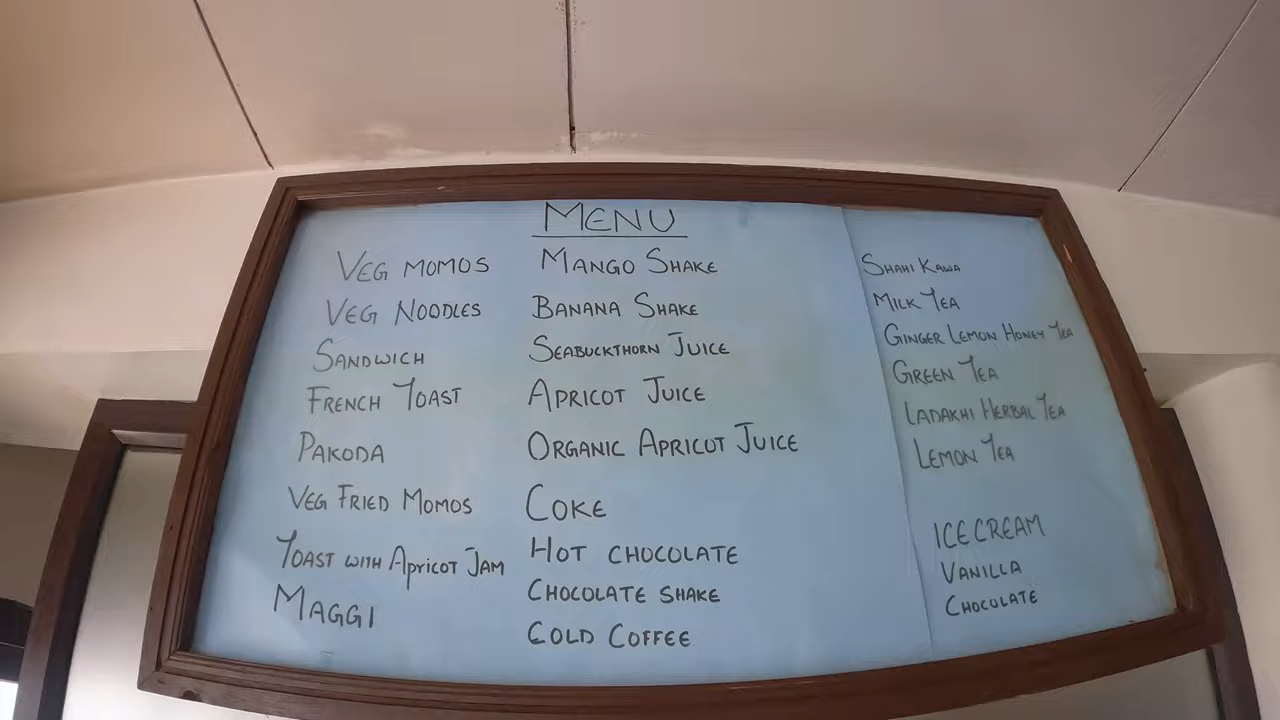 MENU
VEG MOMOS
VEG NOODLES
SANDWICH
FRENCH TOAST
PAKODA
VEG FRIED MOMOS
TOAST WITH APRICOT JAM
MAGGI
MANGO SHAKE
BANANA SHAKE
SEABUCKTHORN JUICE
APRICOT JUICE
ORGANIC APRICOT JUICE
COKE
HOT CHOCOLATE
CHOCOLATE SHAKE
COLD COFFEE
SHAHI KAWA
MILK TEA
GINGER LEMON HONEY TEA
GREEN TEA
LADAKHI HERBAL TEA
LEMON TEA
ICE CREAM
VANILLA
CHOCOLATE